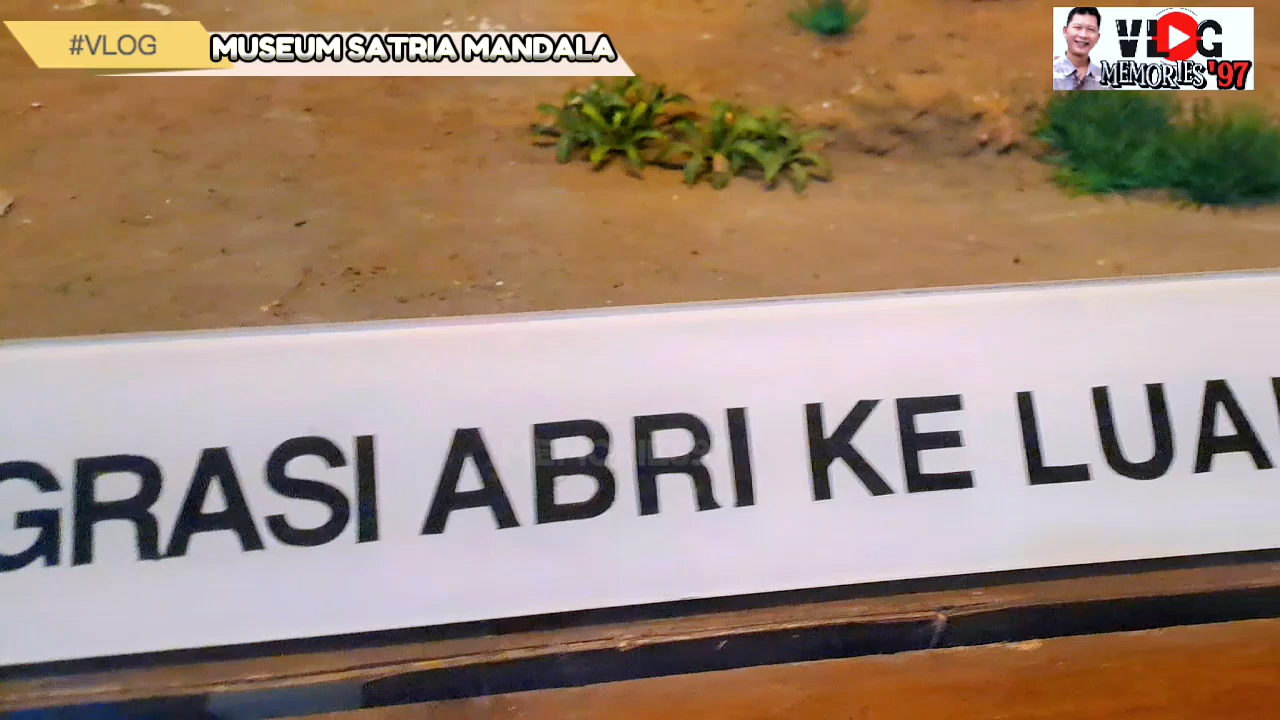 #VLOG
MUSEUM SATRIA MANDALA
VLOG
MEMORIES '97
GRASI ABRI KE LUA